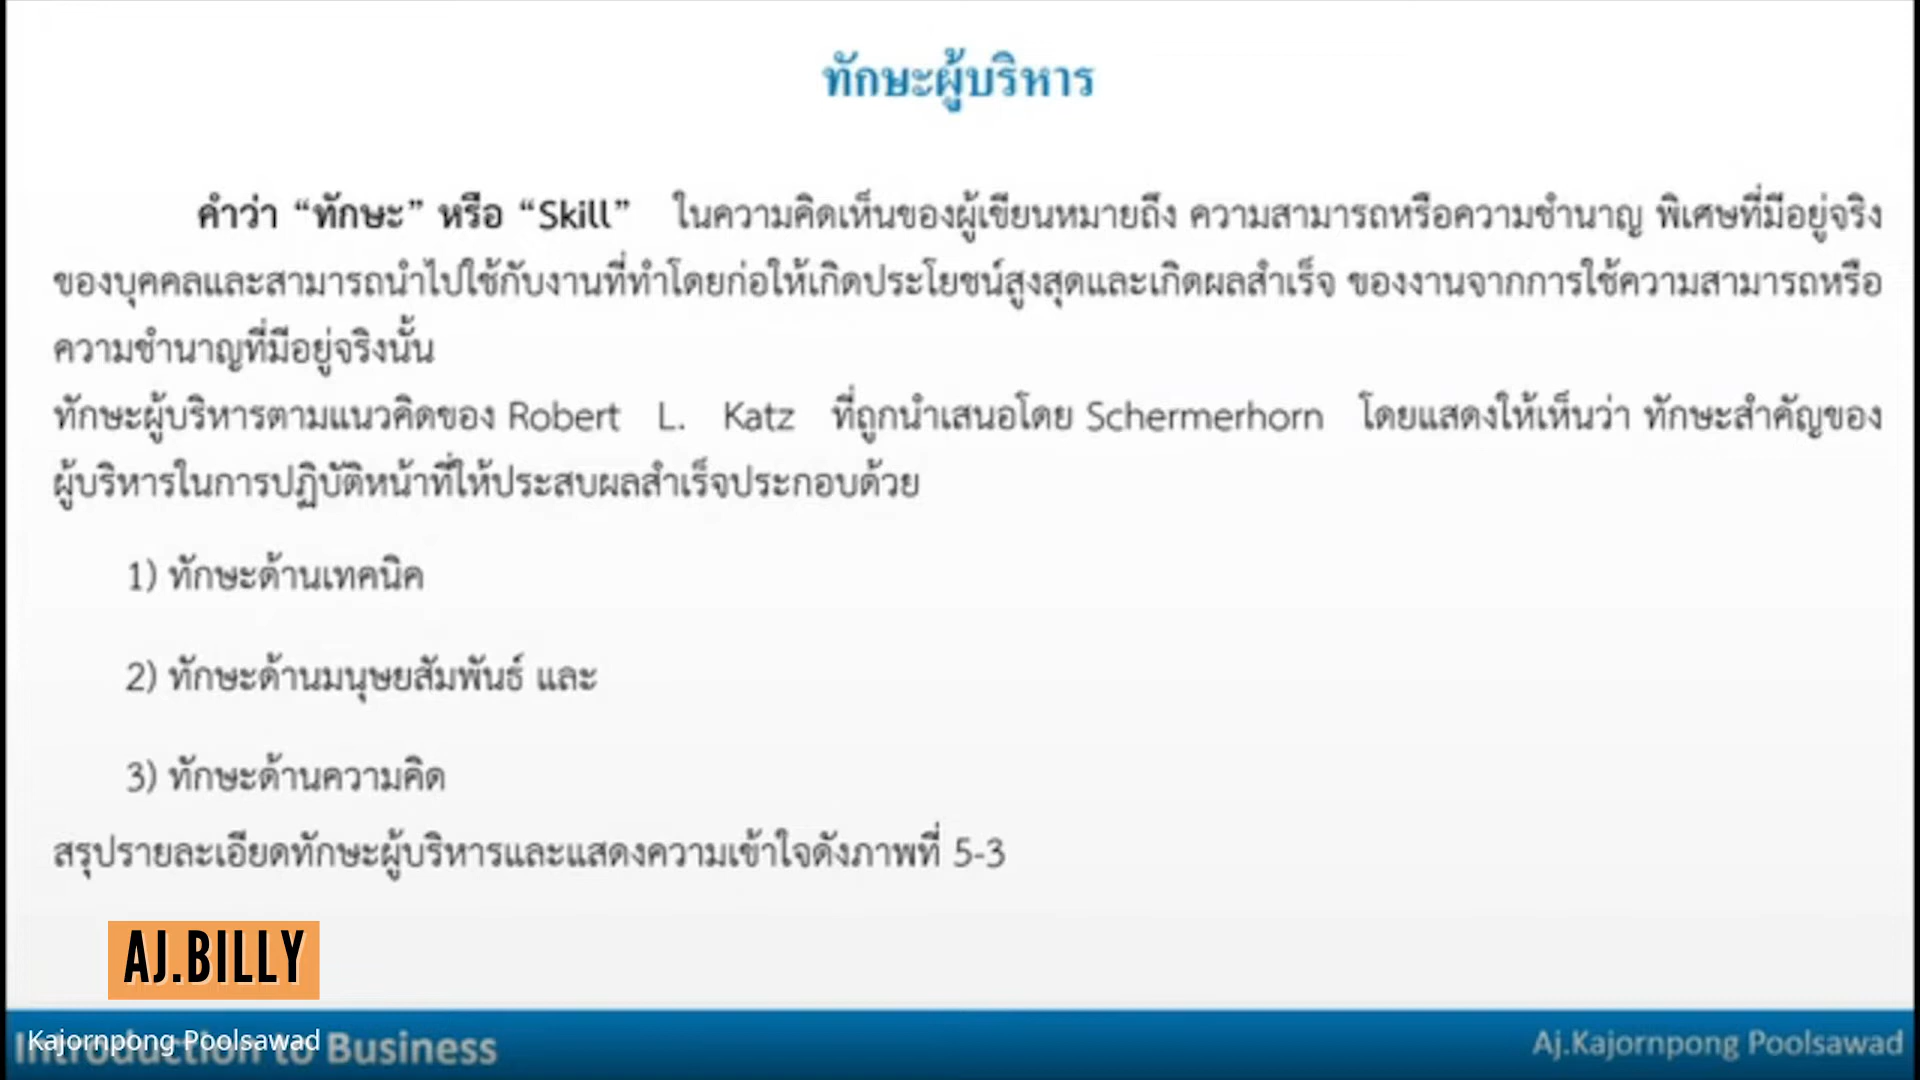 ทักษะผู้บริหาร
คำว่า “ทักษะ” หรือ “Skill” ในความคิดเห็นของผู้เขียนหมายถึง ความสามารถหรือความชำนาญ พิเศษที่มีอยู่จริง
ของบุคคลและสามารถนำไปใช้กับงานที่ทำโดยก่อให้เกิดประโยชน์สูงสุดและเกิดผลสำเร็จ ของงานจากการใช้ความสามารถหรือ
ความชำนาญที่มีอยู่จริงนั้น
ทักษะผู้บริหารตามแนวคิดของ Robert L. Katz ที่ถูกนำเสนอโดย Schermerhorn โดยแสดงให้เห็นว่า ทักษะสำคัญของ
ผู้บริหารในการปฏิบัติหน้าที่ให้ประสบผลสำเร็จประกอบด้วย
1) ทักษะด้านเทคนิค
2) ทักษะด้านมนุษยสัมพันธ์ และ
3) ทักษะด้านความคิด
สรุปรายละเอียดทักษะผู้บริหารและแสดงความเข้าใจดังภาพที่ 5-3
AJ.BILLY
Kajornpong Poolsawad
Introduction to Business
Aj.Kajornpong Poolsawad